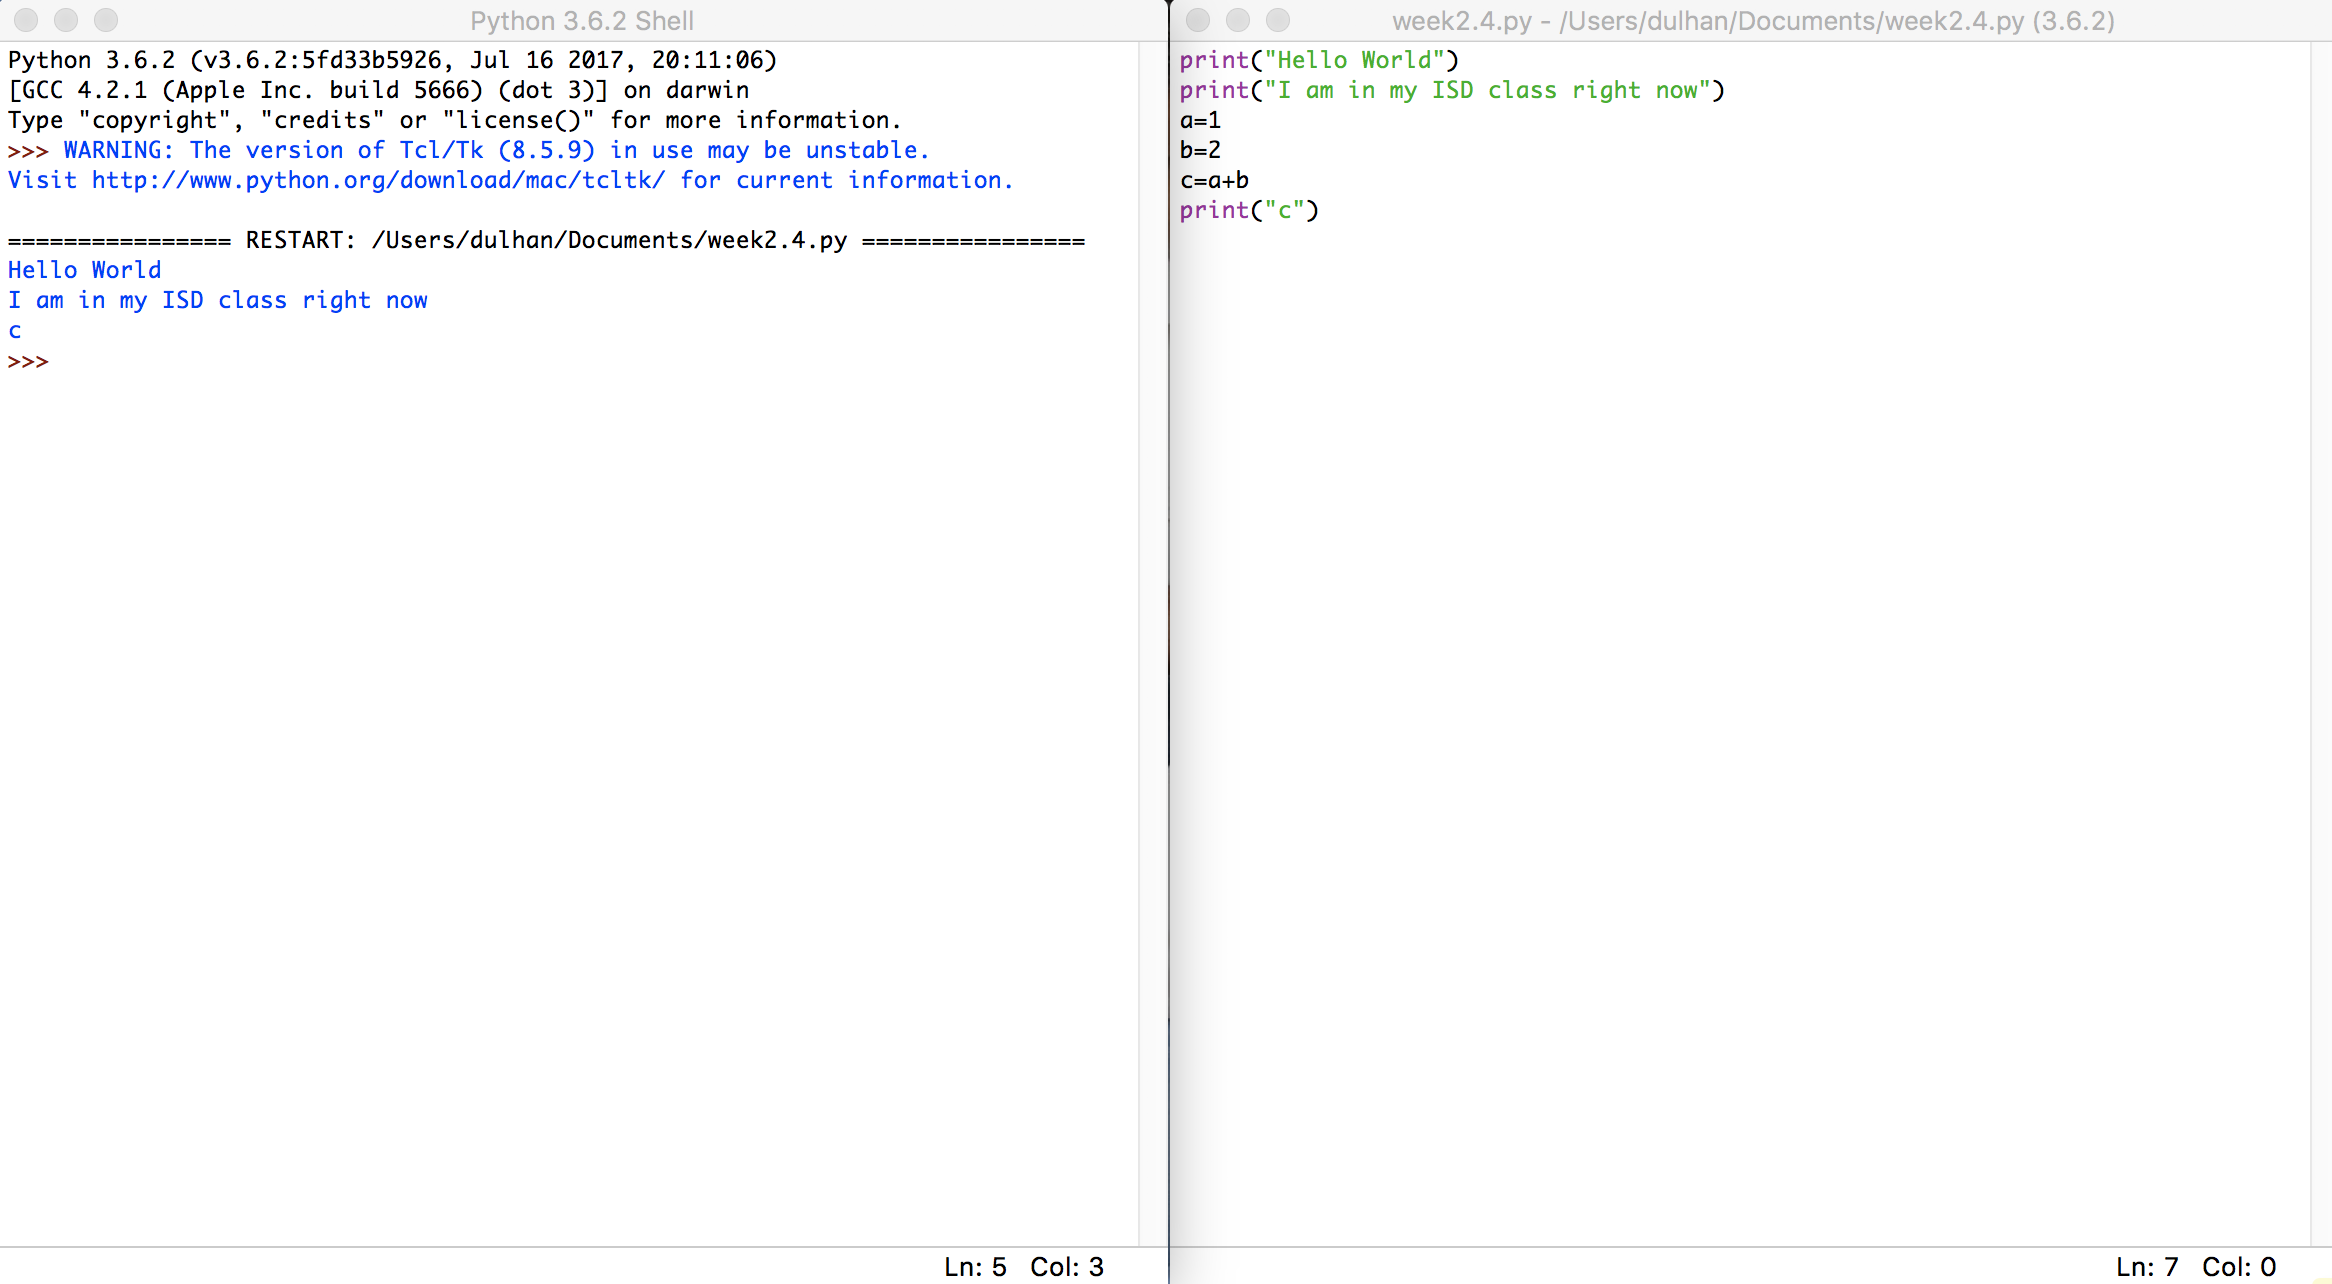 Python 3.6.2 Shell
Python 3.6.2 (v3.6.2:5fd33b5926, Jul 16 2017, 20:11:06)
[GCC 4.2.1 (Apple Inc. build 5666) (dot 3)] on darwin
Type "copyright", "credits" or "license()" for more information.
>>> WARNING: The version of Tcl/Tk (8.5.9) in use may be unstable.
Visit http://www.python.org/download/mac/tcltk/ for current information.
================ RESTART: /Users/dulhan/Documents/week2.4.py ================
Hello World
I am in my ISD class right now
c
>>>
Ln: 5 Col: 3
week2.4.py - /Users/dulhan/Documents/week2.4.py (3.6.2)
print("Hello World")
print("I am in my ISD class right now")
a=1
b=2
c=a+b
print("c")
Ln: 7 Col: 0